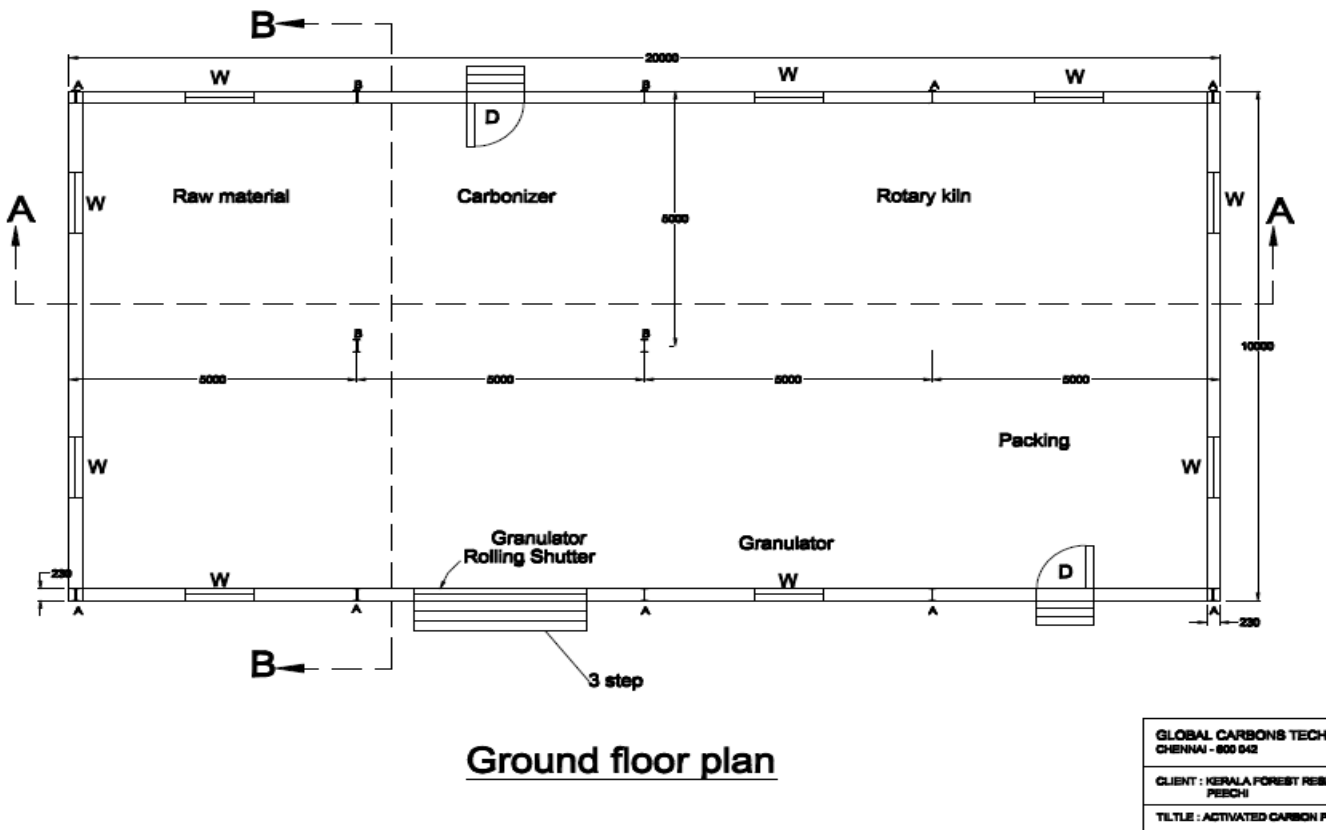 B
20000
W
W
W
A
B
B
A
A
D
W
Raw material
Carbonizer
Rotary kiln
W
A
A
5000
B
B
10000
5000
5000
5000
5000
Packing
W
W
Granulator
Rolling Shutter
Granulator
230
W
W
D
A
A
A
A
A
230
B
3 step
Ground floor plan
GLOBAL CARBONS TECH
CHENNAI - 600 042
CLIENT : KERALA FOREST RES
PEECHI
TILTLE : ACTIVATED CARBON P